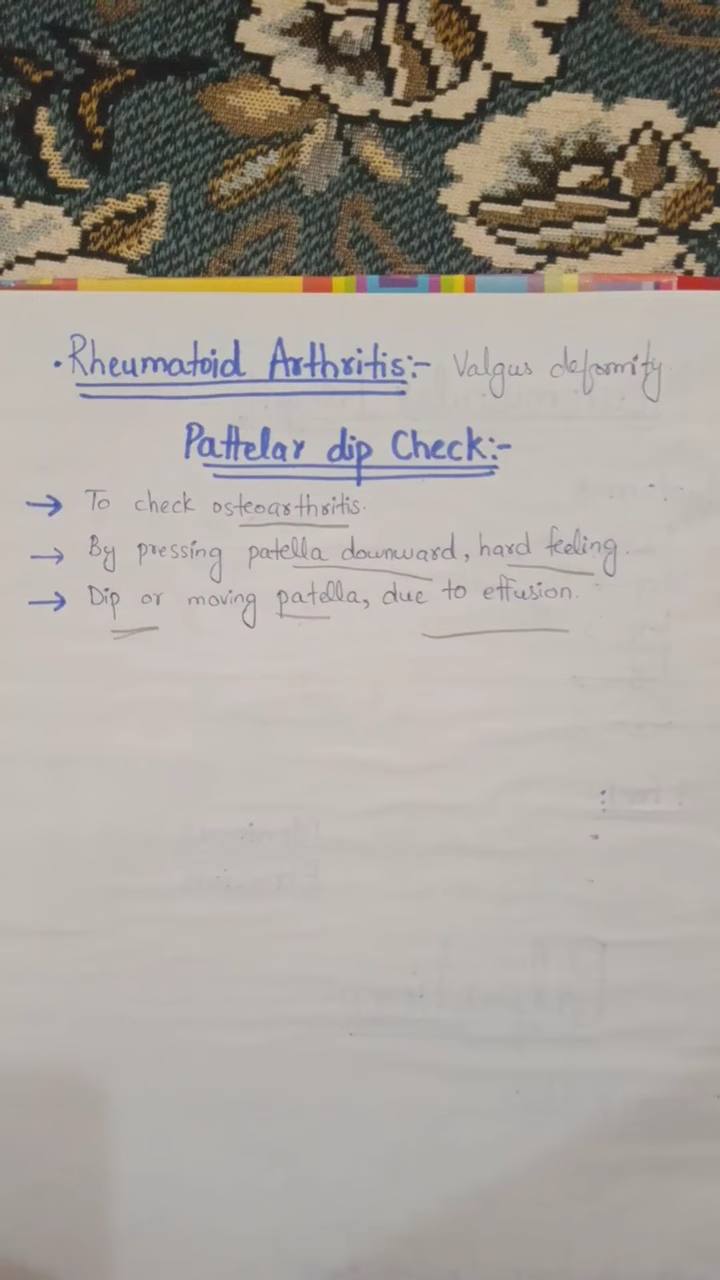 • Rheumatoid Arthritis:- Valgus deformity
Pattelar dip Check:-
→ To check osteoarthritis.
→ By pressing patella downward, hard feeling.
→ Dip or moving patella, due to effusion.